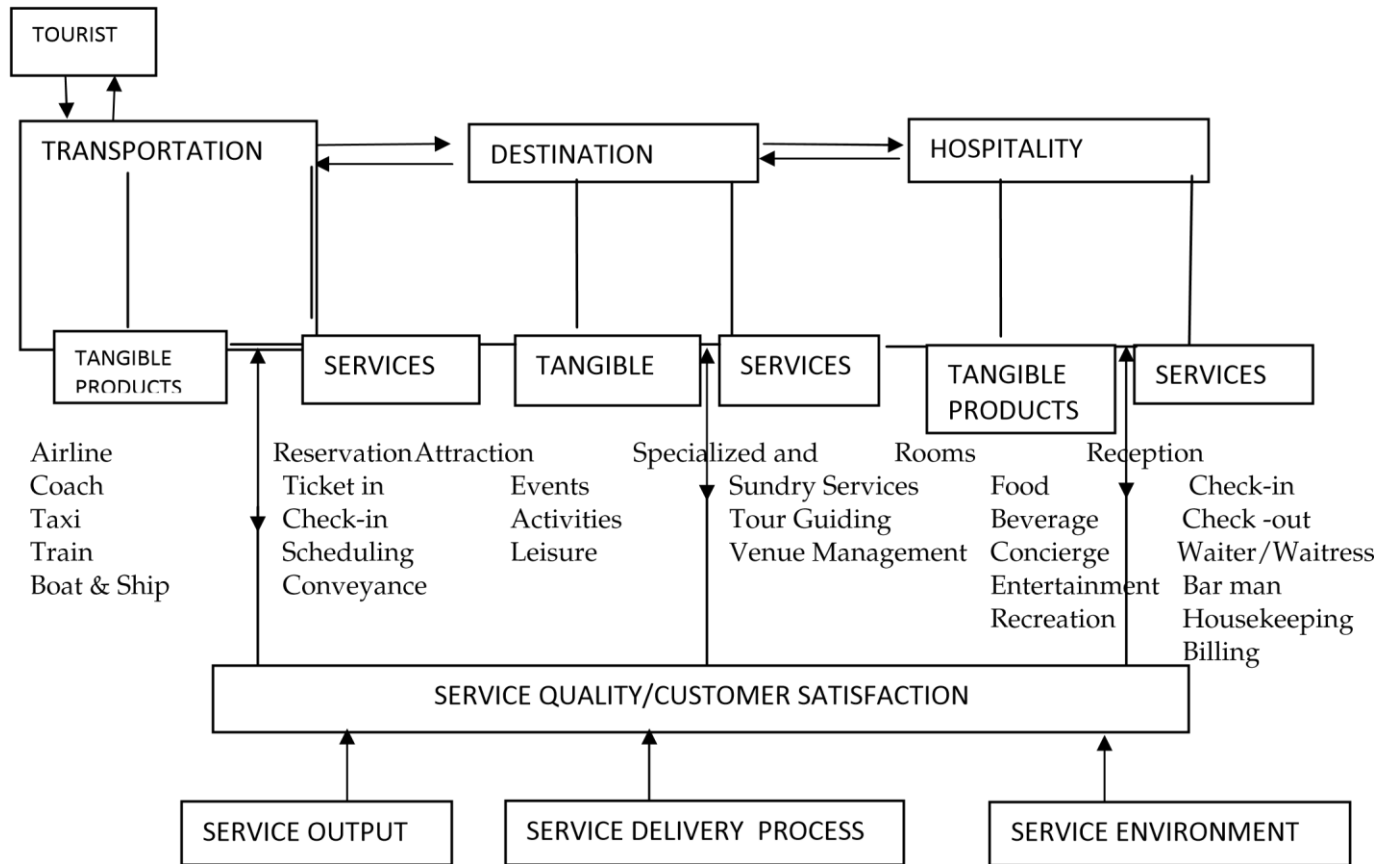 TOURIST
TRANSPORTATION
DESTINATION
HOSPITALITY
TANGIBLE
PRODUCTS
SERVICES
TANGIBLE
SERVICES
TANGIBLE
PRODUCTS
SERVICES
Airline ReservationAttraction Specialized and Rooms Reception
Coach Ticket in Events Sundry Services Food Check-in
Taxi Check-in Activities Tour Guiding Beverage Check -out
Train Scheduling Leisure Venue Management Concierge Waiter/Waitress
Boat & Ship Conveyance Entertainment Bar man
Recreation Housekeeping
Billing
SERVICE QUALITY/CUSTOMER SATISFACTION
SERVICE OUTPUT
SERVICE DELIVERY PROCESS
SERVICE ENVIRONMENT